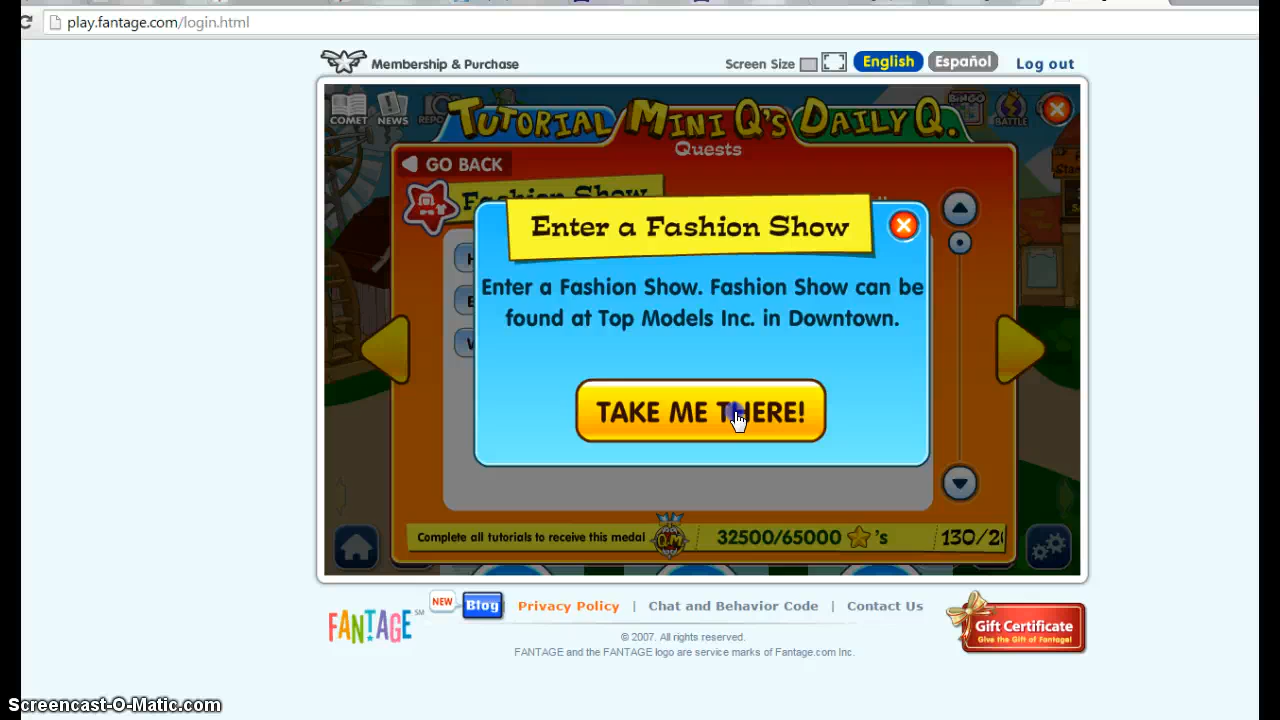 play.fantage.com/login.html
Membership & Purchase
Screen Size
English
Español
Log out
COMET
NEWS
TUTORIAL
MINI Q'S
DAILY Q.
BINGO
BATTLE
Quests
GO BACK
Fashion Show
Enter a Fashion Show
Enter a Fashion Show. Fashion Show can be
found at Top Models Inc. in Downtown.
TAKE ME THERE!
Complete all tutorials to receive this medal
Q.M
32500/65000 's
NEW
Blog
Privacy Policy | Chat and Behavior Code | Contact Us
FANTAGE SM
© 2007. All rights reserved.
FANTAGE and the FANTAGE logo are service marks of Fantage.com Inc.
Gift Certificate
Give the Gift of Fantage!
Screencast-O-Matic.com